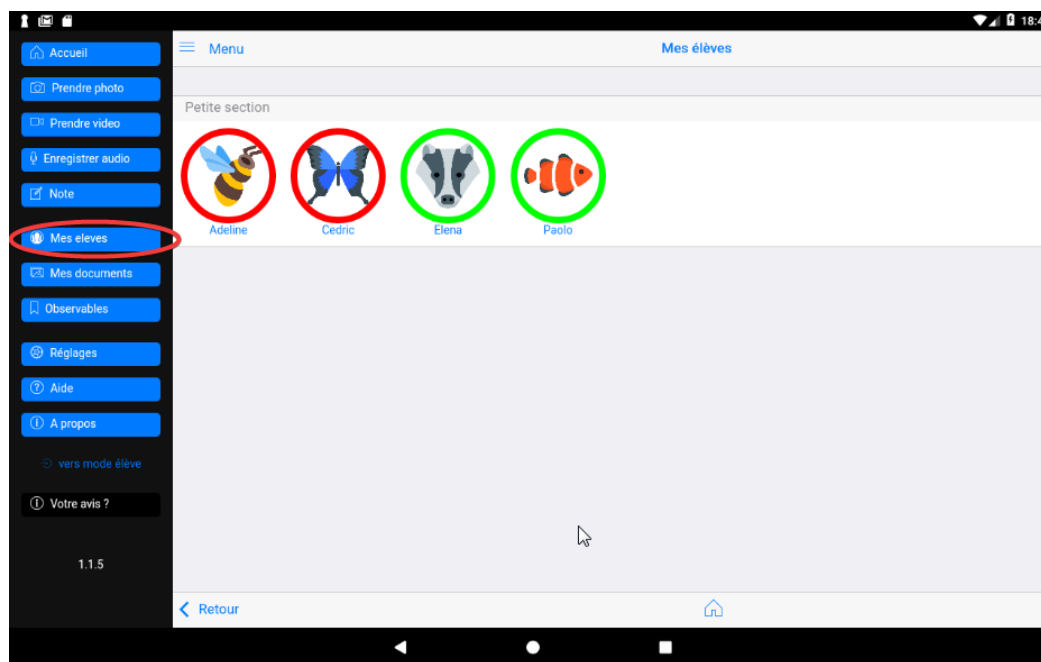 18:4
Accueil
Prendre photo
Prendre video
Enregistrer audio
Note
Mes eleves
Mes documents
Observables
Réglages
Aide
A propos
vers mode élève
Votre avis ?
1.1.5
Menu
Mes élèves
Petite section
Adeline Cedric Elena Paolo
Retour